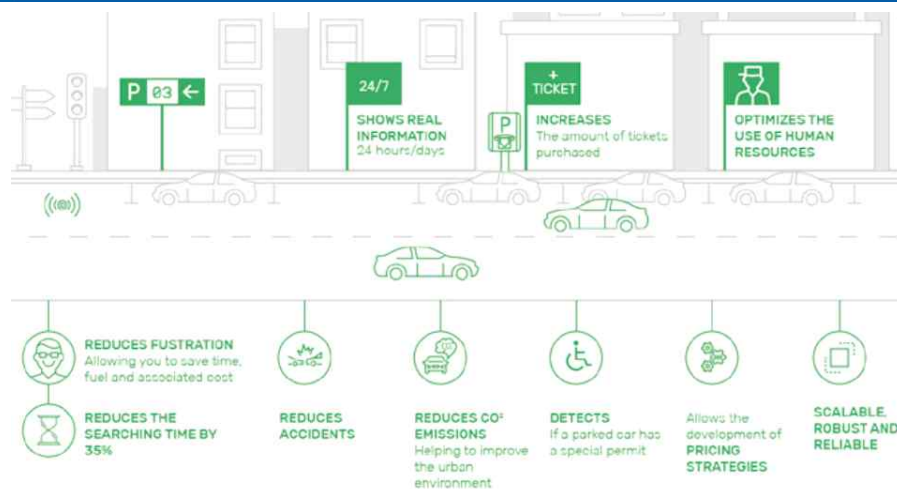 P 03 ←
24/7
SHOWS REAL
INFORMATION
24 hours/days
P
+
TICKET
INCREASES
The amount of tickets
purchased
OPTIMIZES THE
USE OF HUMAN
RESOURCES
REDUCES FUSTRATION
Allowing you to save time,
fuel and associated cost
REDUCES THE
SEARCHING TIME BY
35%
REDUCES
ACCIDENTS
REDUCES CO²
EMISSIONS
Helping to improve
the urban
environment
DETECTS
If a parked car has
a special permit
Allows the
development of
PRICING
STRATEGIES
SCALABLE,
ROBUST AND
RELIABLE